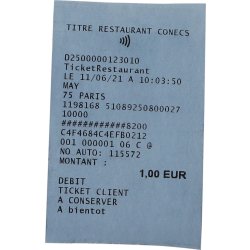 TITRE RESTAURANT CONECS
D2500000123010
TicketRestaurant
LE 11/06/21 A 10:03:50
MAY
75 PARIS
1198168 51089250800027
10000
############8200
C4F4684C4EFB0212
001 000001 06 C @
NO AUTO: 115572
MONTANT :
1,00 EUR
DEBIT
TICKET CLIENT
A CONSERVER
A bientot